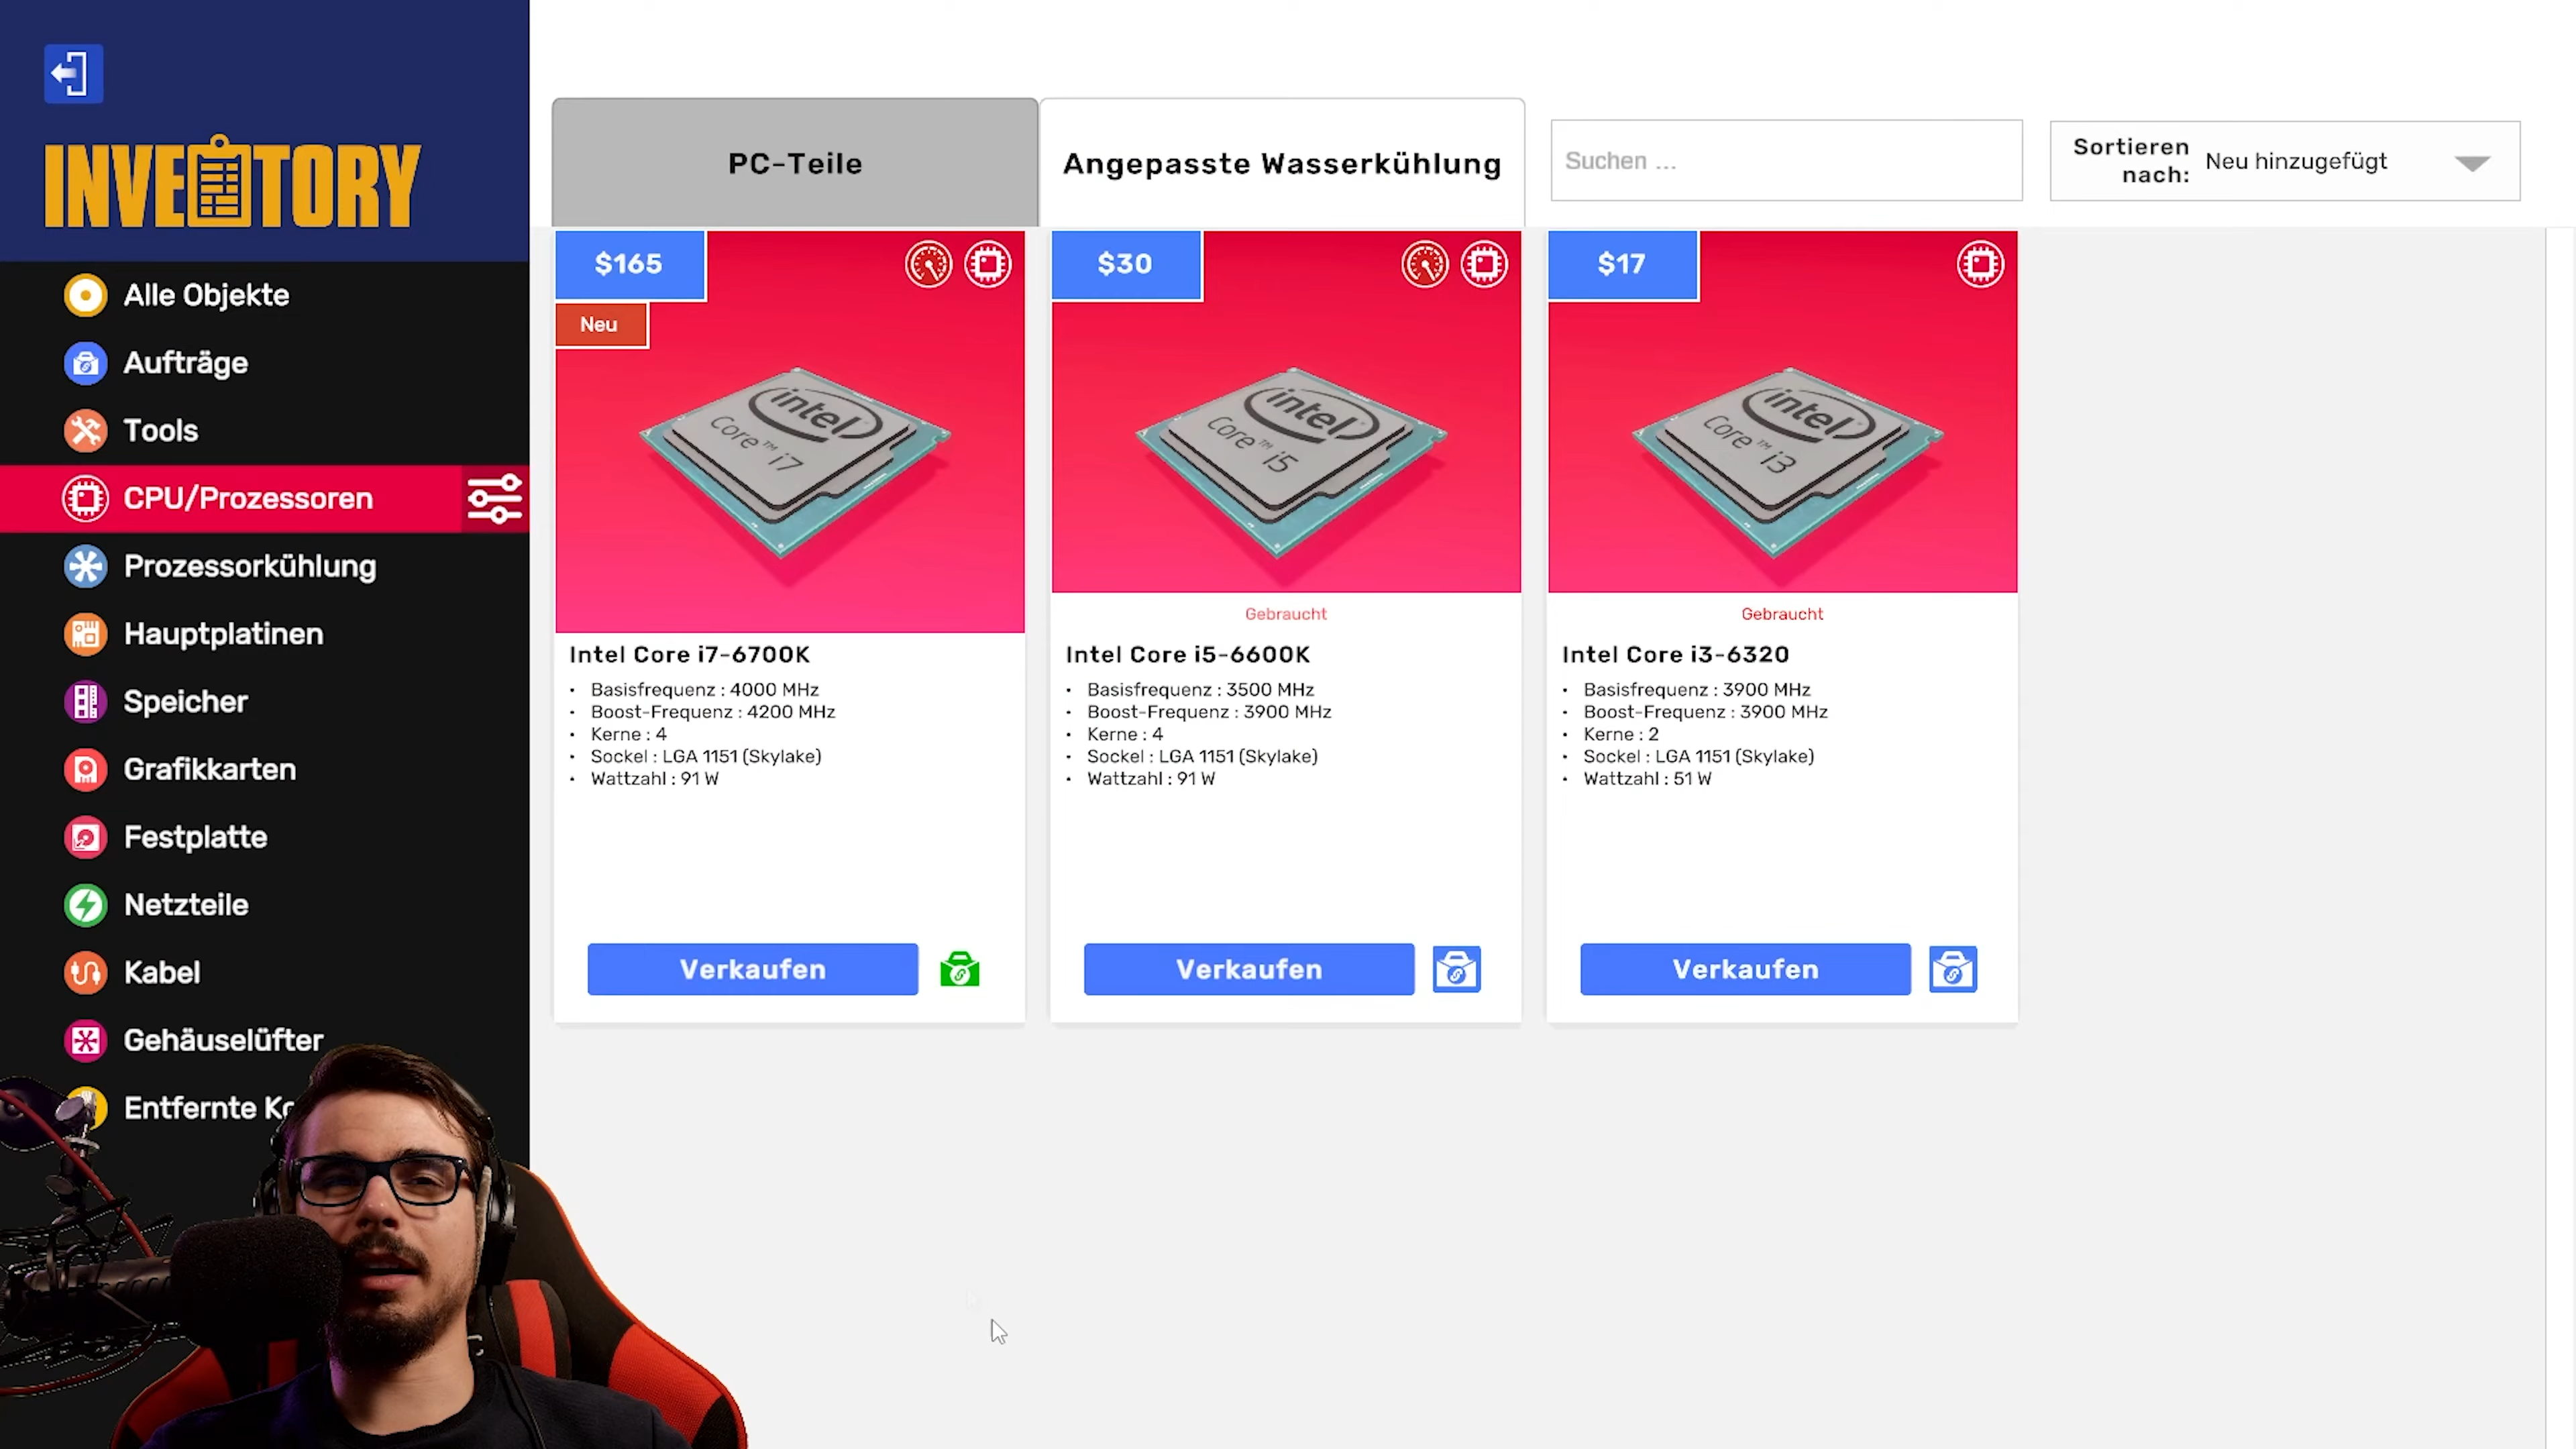 INVENTORY
Alle Objekte
Aufträge
Tools
CPU/Prozessoren
Prozessorkühlung
Hauptplatinen
Speicher
Grafikkarten
Festplatte
Netzteile
Kabel
Gehäuselüfter
Entfernte
PC-Teile
Angepasste Wasserkühlung
Suchen ...
Sortieren nach: Neu hinzugefügt
$165
Neu
intel
Core™ i7
Intel Core i7-6700K
• Basisfrequenz : 4000 MHz
• Boost-Frequenz : 4200 MHz
• Kerne : 4
• Sockel : LGA 1151 (Skylake)
• Wattzahl : 91 W
Verkaufen
$30
intel
Core™ i5
Gebraucht
Intel Core i5-6600K
• Basisfrequenz : 3500 MHz
• Boost-Frequenz : 3900 MHz
• Kerne : 4
• Sockel : LGA 1151 (Skylake)
• Wattzahl : 91 W
Verkaufen
$17
intel
Core™ i3
Gebraucht
Intel Core i3-6320
• Basisfrequenz : 3900 MHz
• Boost-Frequenz : 3900 MHz
• Kerne : 2
• Sockel : LGA 1151 (Skylake)
• Wattzahl : 51 W
Verkaufen